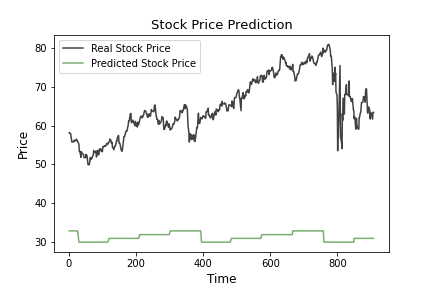 Stock Price Prediction
Real Stock Price
Predicted Stock Price
Price
80
70
60
50
40
30
0 200 400 600 800
Time